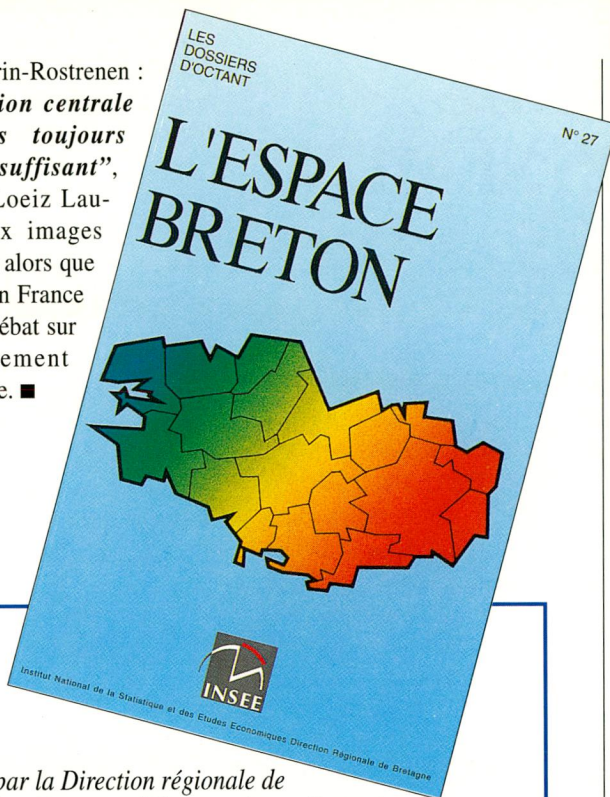 rin-Rostrenen :
ion centrale
s toujours
suffisant",
Loeiz Lau-
x images
alors que
n France
ébat sur
ement
e. ■
LES
DOSSIERS
D'OCTANT
N° 27
L'ESPACE
BRETON
INSEE
Institut National de la Statistique et des Etudes Economiques Direction Régionale de Bretagne
par la Direction régionale de